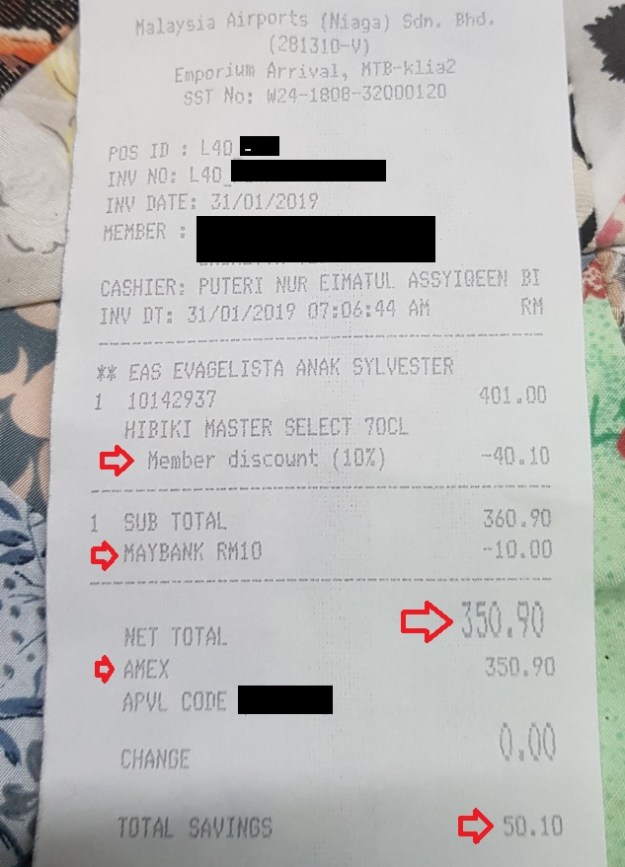 Malaysia Airports (Niaga) Sdn. Bhd.
(281310-V)
Emporium Arrival, MTB-klia2
SST No: W24-1808-32000120
POS ID : L40_
INV NO: L40_
INV DATE: 31/01/2019
MEMBER :
CASHIER: PUTERI NUR EIMATUL ASSYIQEEN BI
INV DT: 31/01/2019 07:06:44 AM RM
** EAS EVAGELISTA ANAK SYLVESTER
1 10142937 401.00
HIBIKI MASTER SELECT 70CL
Member discount (10%) -40.10
1 SUB TOTAL 360.90
MAYBANK RM10 -10.00
NET TOTAL 350.90
AMEX 350.90
APVL CODE
CHANGE 0.00
TOTAL SAVINGS 50.10